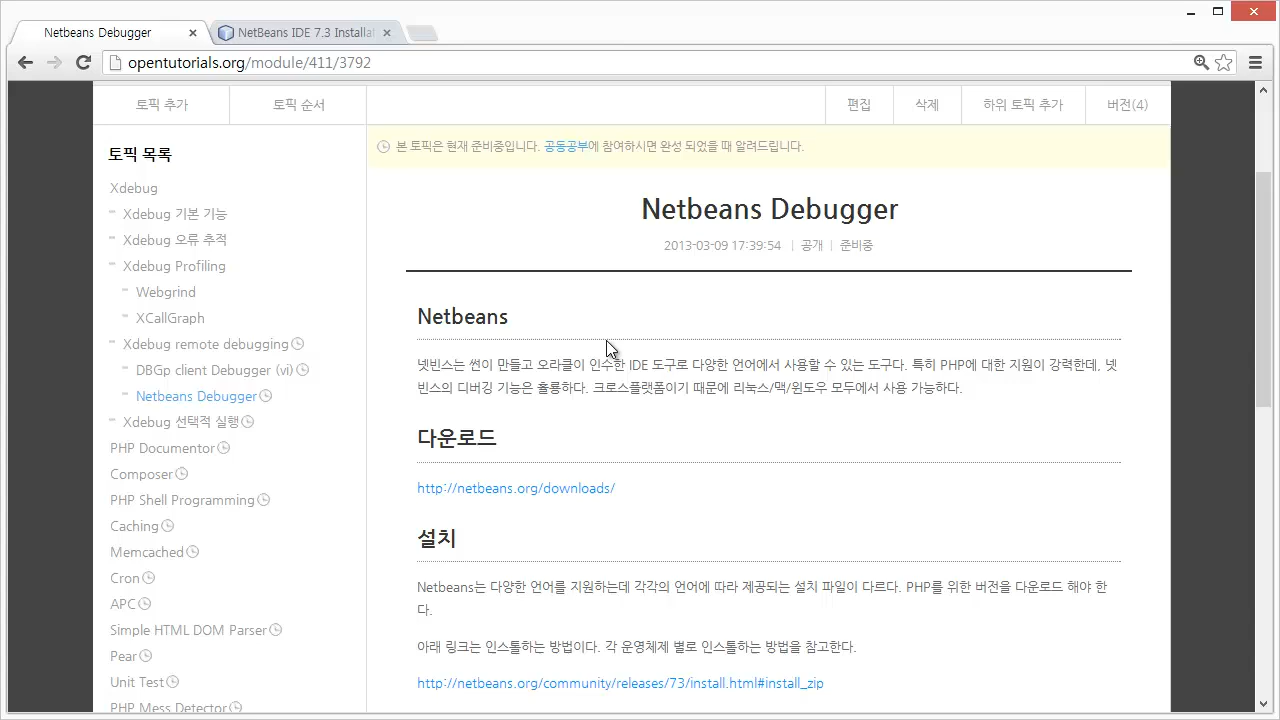 Netbeans Debugger
NetBeans IDE 7.3 Installa
opentutorials.org/module/411/3792
토픽 추가
토픽 순서
편집
삭제
하위 토픽 추가
버전(4)
토픽 목록
Xdebug
Xdebug 기본 기능
Xdebug 오류 추적
Xdebug Profiling
Webgrind
XCallGraph
Xdebug remote debugging
DBGp client Debugger (vi)
Netbeans Debugger
Xdebug 선택적 실행
PHP Documentor
Composer
PHP Shell Programming
Caching
Memcached
Cron
APC
Simple HTML DOM Parser
Pear
Unit Test
PHP Mess Detector
본 토픽은 현재 준비중입니다. 공동공부에 참여하시면 완성 되었을 때 알려드립니다.
Netbeans Debugger
2013-03-09 17:39:54 | 공개 | 준비중
Netbeans
넷빈스는 썬이 만들고 오라클이 인수한 IDE 도구로 다양한 언어에서 사용할 수 있는 도구다. 특히 PHP에 대한 지원이 강력한데. 넷
빈스의 디버깅 기능은 훌륭하다. 크로스플랫폼이기 때문에 리눅스/맥/윈도우 모두에서 사용 가능하다.
다운로드
http://netbeans.org/downloads/
설치
Netbeans는 다양한 언어를 지원하는데 각각의 언어에 따라 제공되는 설치 파일이 다르다. PHP를 위한 버전을 다운로드 해야 한
다.
아래 링크는 인스톨하는 방법이다. 각 운영체제 별로 인스톨하는 방법을 참고한다.
http://netbeans.org/community/releases/73/install.html#install_zip